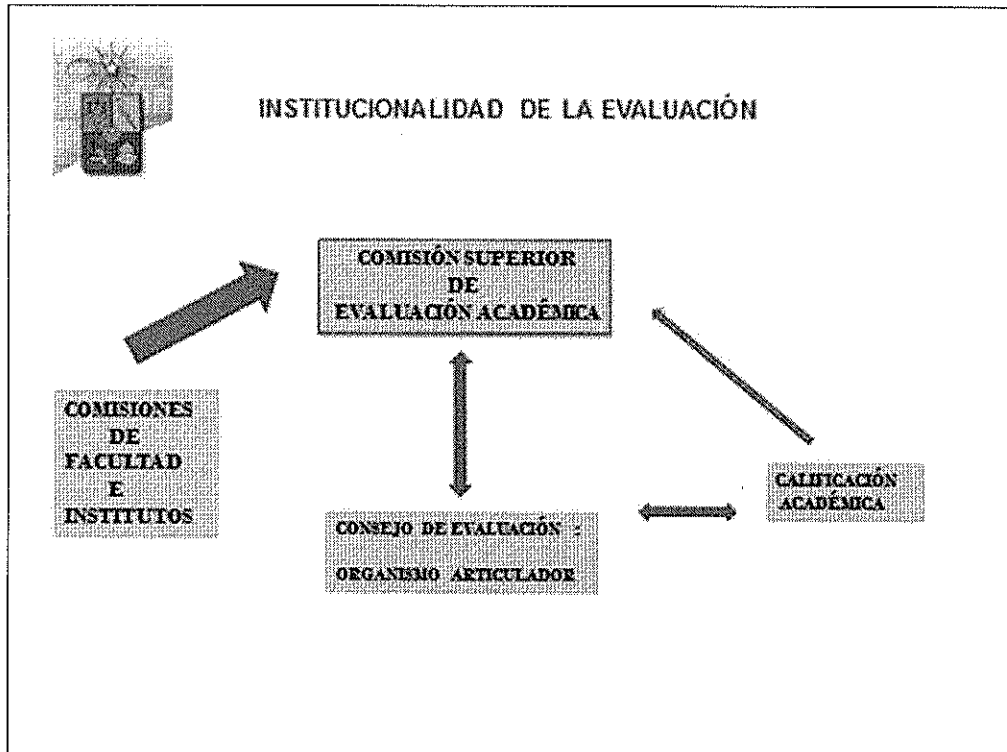 INSTITUCIONALIDAD DE LA EVALUACIÓN
COMISIÓN SUPERIOR
DE
EVALUACIÓN ACADÉMICA
COMISIONES
DE
FACULTAD
E
INSTITUTOS
CONSEJO DE EVALUACIÓN :
ORGANISMO ARTICULADOR
CALIFICACIÓN
ACADÉMICA